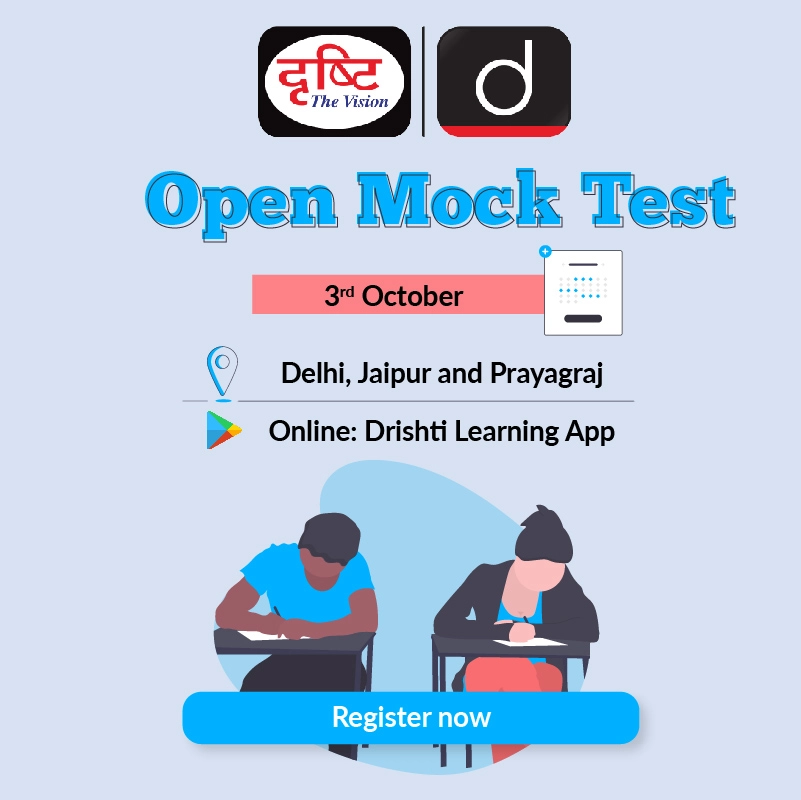 दृष्टि
The Vision
d
Open Mock Test
3rd October
Delhi, Jaipur and Prayagraj
Online: Drishti Learning App
Register now